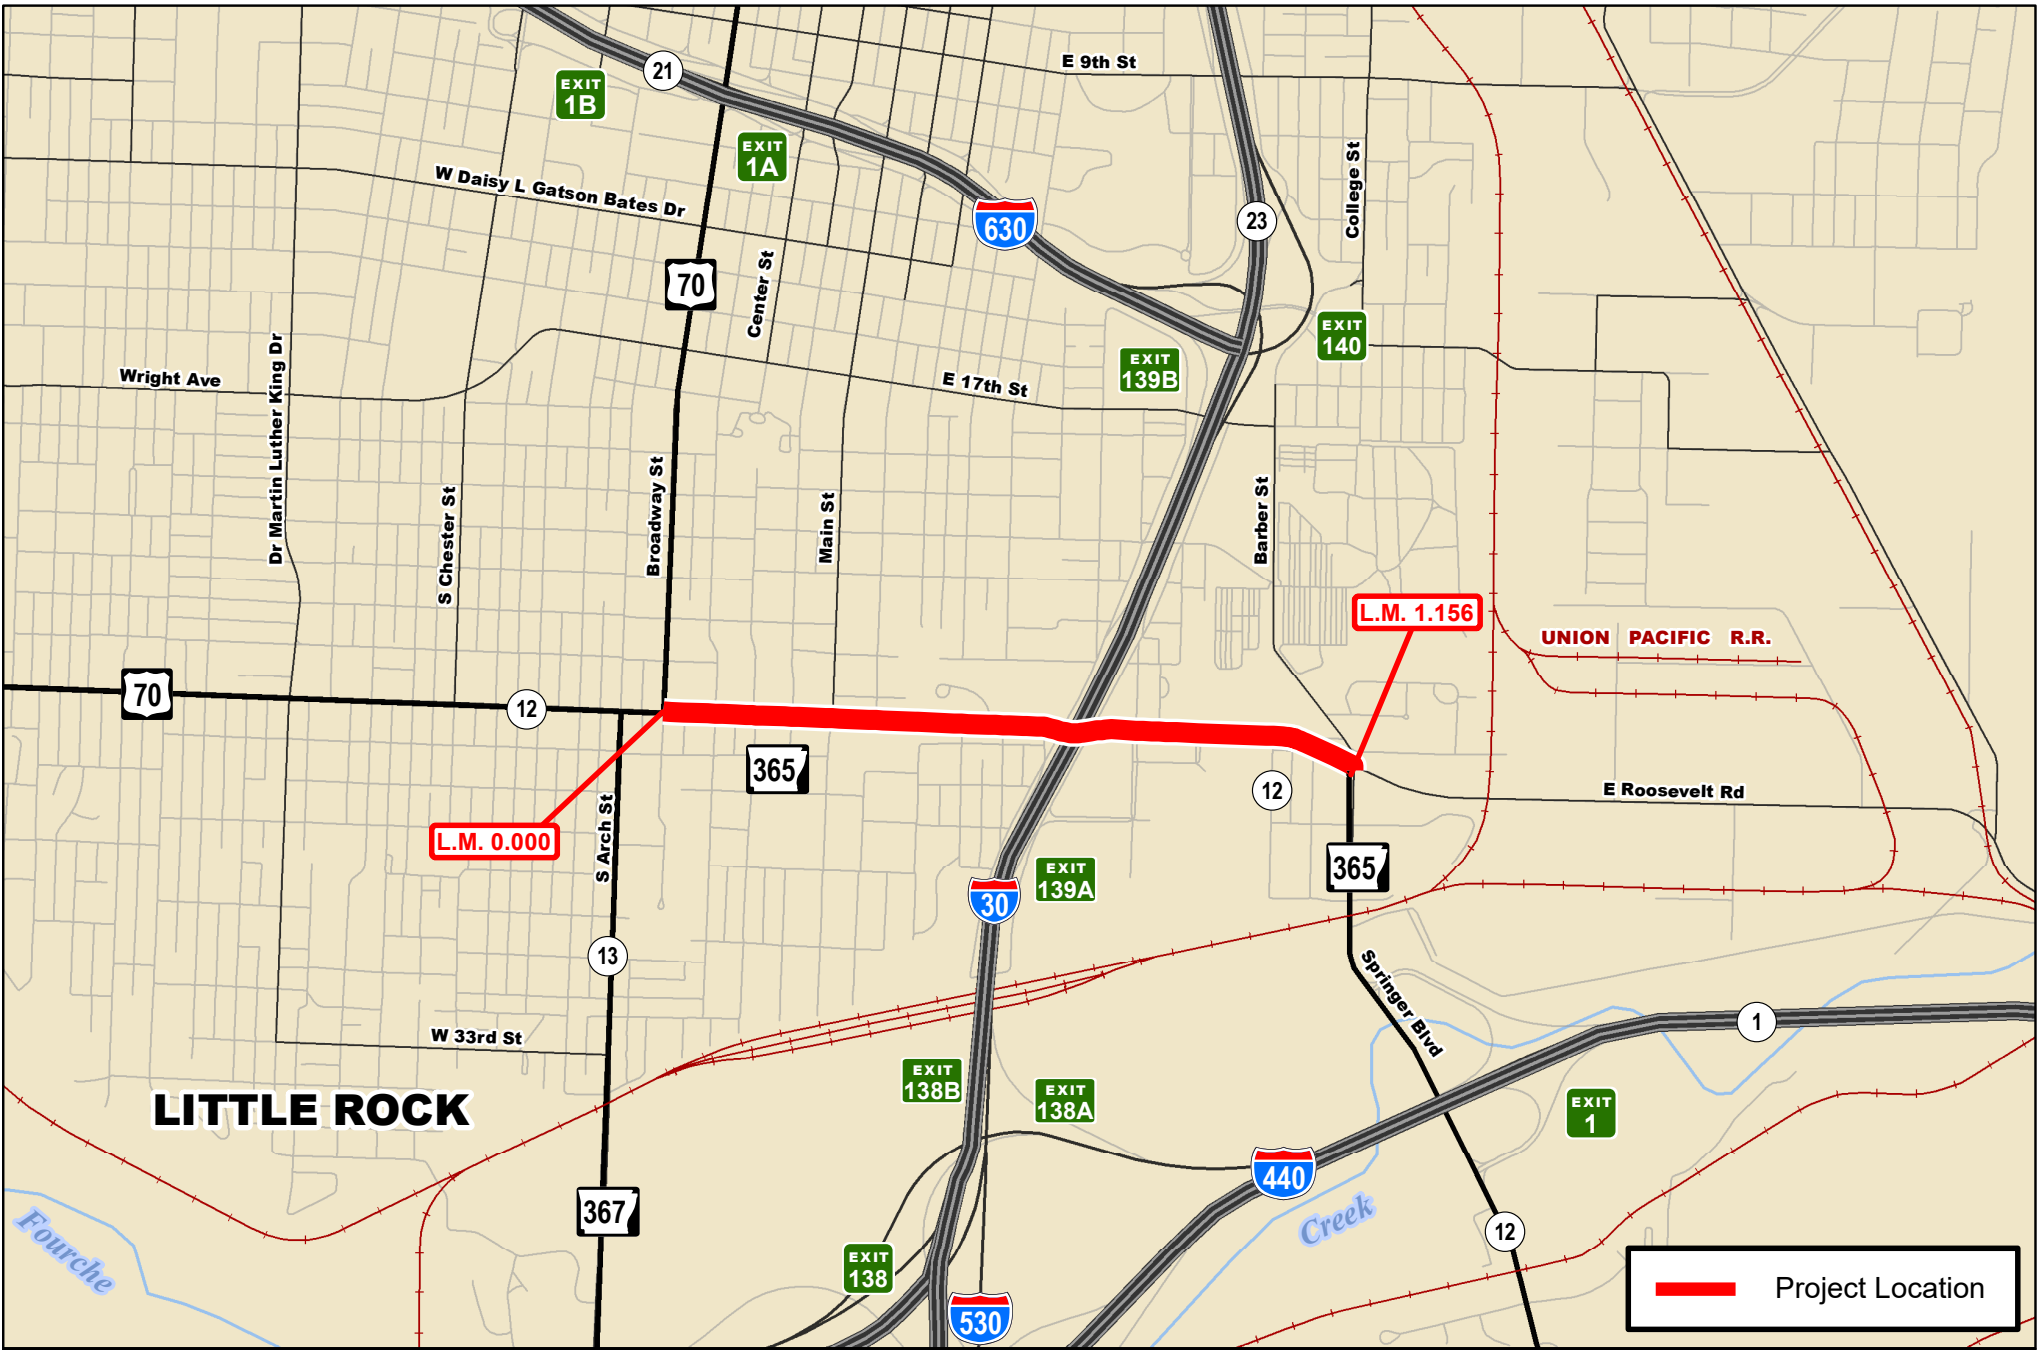 E 9th St
21
EXIT
1B
EXIT
1A
W Daisy L Gatson Bates Dr
630
23
College St
70
Center St
EXIT
140
EXIT
139B
Wright Ave
Dr Martin Luther King Dr
E 17th St
S Chester St
Broadway St
Main St
Barber St
L.M. 1.156
UNION PACIFIC R.R.
70
12
365
12
E Roosevelt Rd
L.M. 0.000
S Arch St
365
EXIT
139A
30
13
Springer Blvd
W 33rd St
1
EXIT
138B
EXIT
138A
EXIT
1
LITTLE ROCK
440
367
Creek
12
Fourche
EXIT
138
530
Project Location